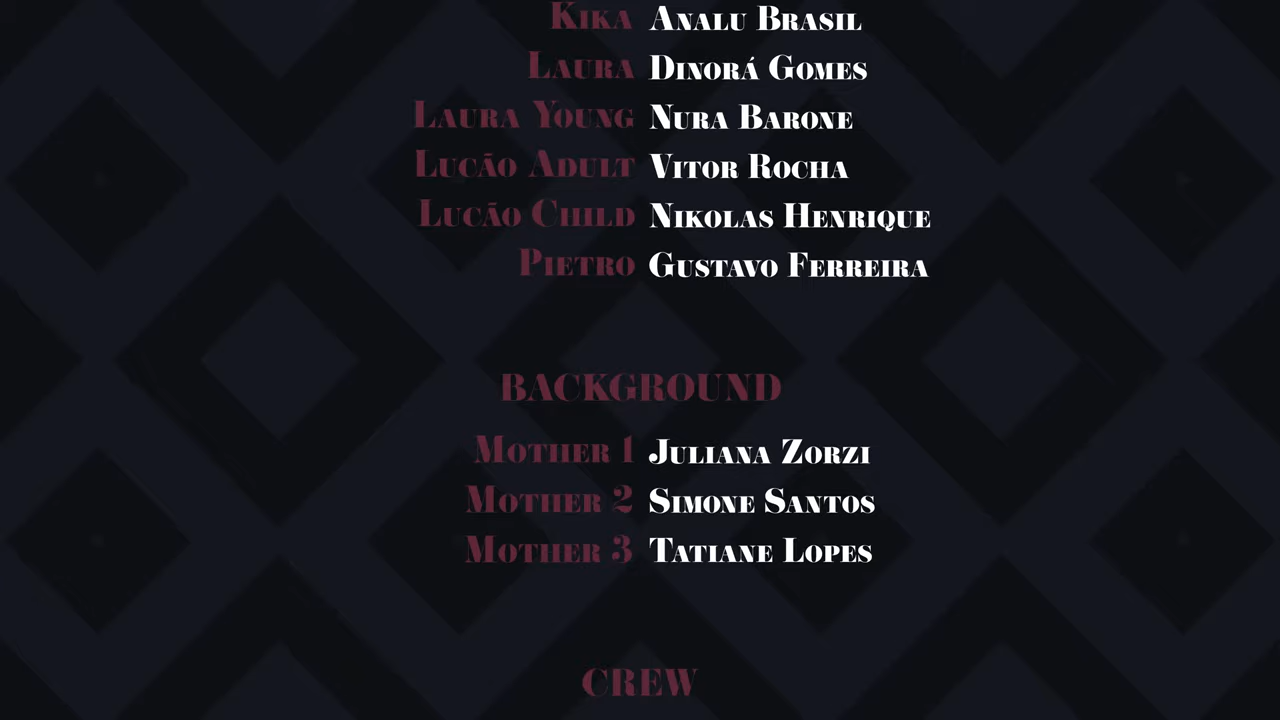 Kika Analu Brasil
Laura Dinorá Gomes
Laura Young Nura Barone
Lucão Adult Vitor Rocha
Lucão Child Nikolas Henrique
Pietro Gustavo Ferreira
BACKGROUND
Mother 1 Juliana Zorzi
Mother 2 Simone Santos
Mother 3 Tatiane Lopes
CREW